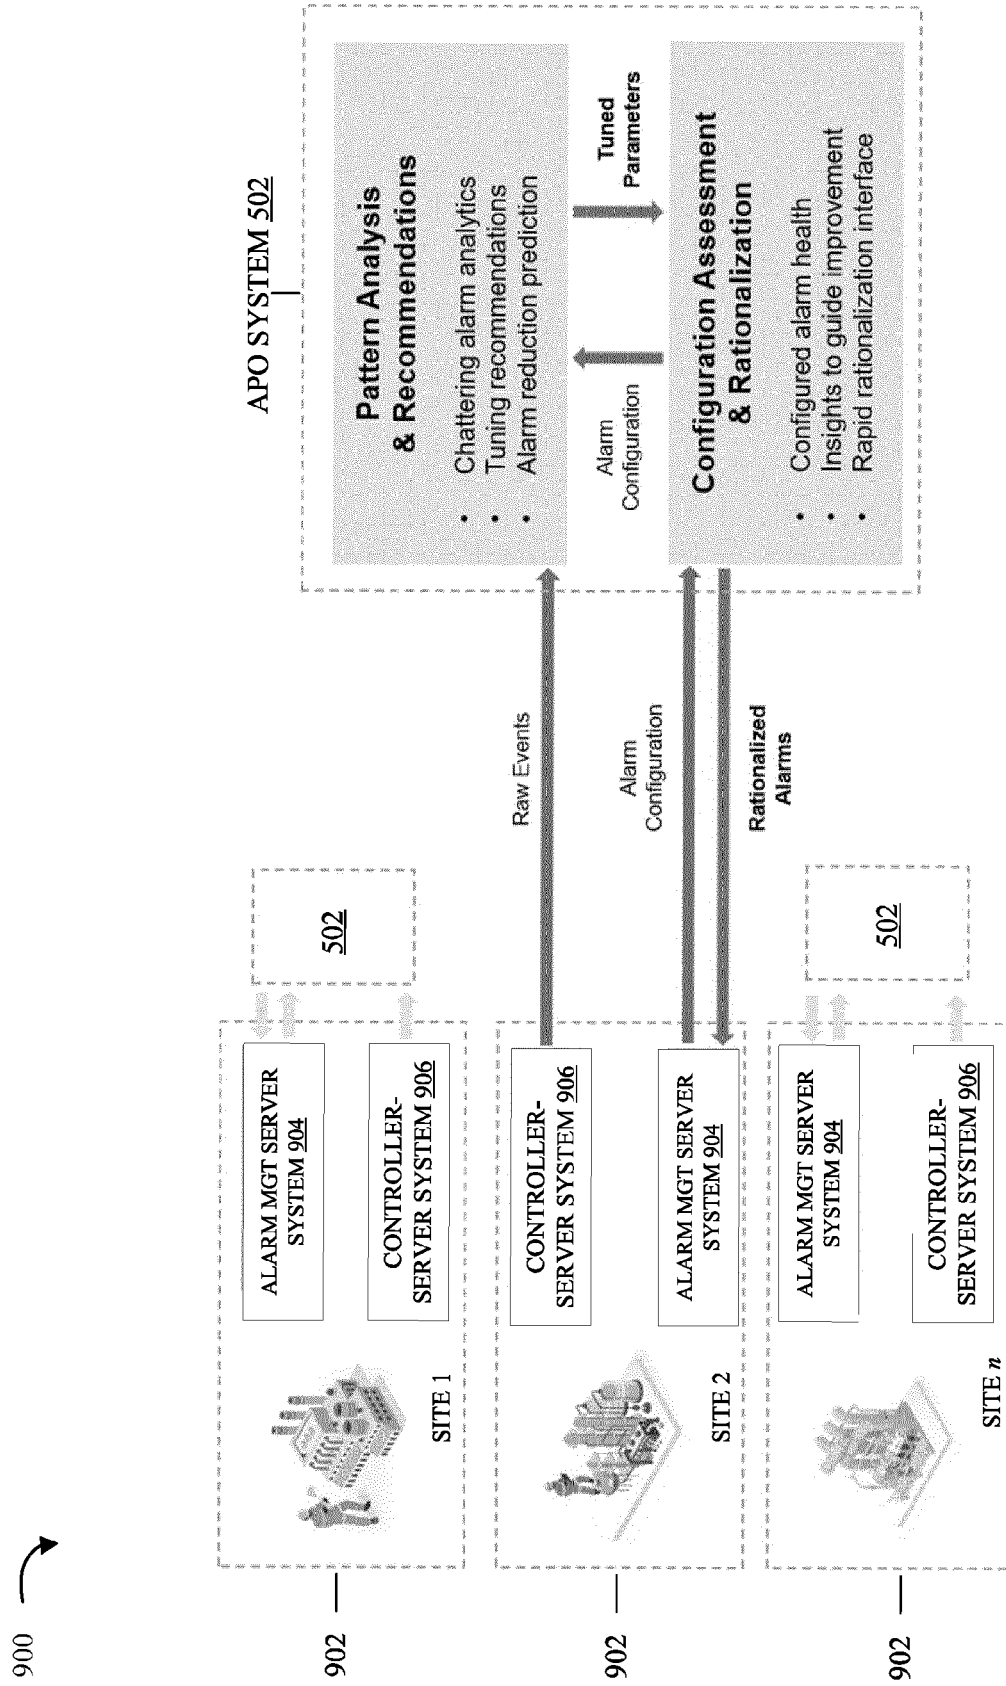 900
APO SYSTEM 502
Pattern Analysis
& Recommendations
• Chattering alarm analytics
• Tuning recommendations
• Alarm reduction prediction
Alarm
Configuration
Tuned
Parameters
Configuration Assessment
& Rationalization
• Configured alarm health
• Insights to guide improvement
• Rapid rationalization interface
Raw Events
Alarm
Configuration
Rationalized
Alarms
902
SITE 1
ALARM MGT SERVER
SYSTEM 904
CONTROLLER-
SERVER SYSTEM 906
502
902
SITE 2
CONTROLLER-
SERVER SYSTEM 906
ALARM MGT SERVER
SYSTEM 904
902
SITE n
ALARM MGT SERVER
SYSTEM 904
CONTROLLER-
SERVER SYSTEM 906
502